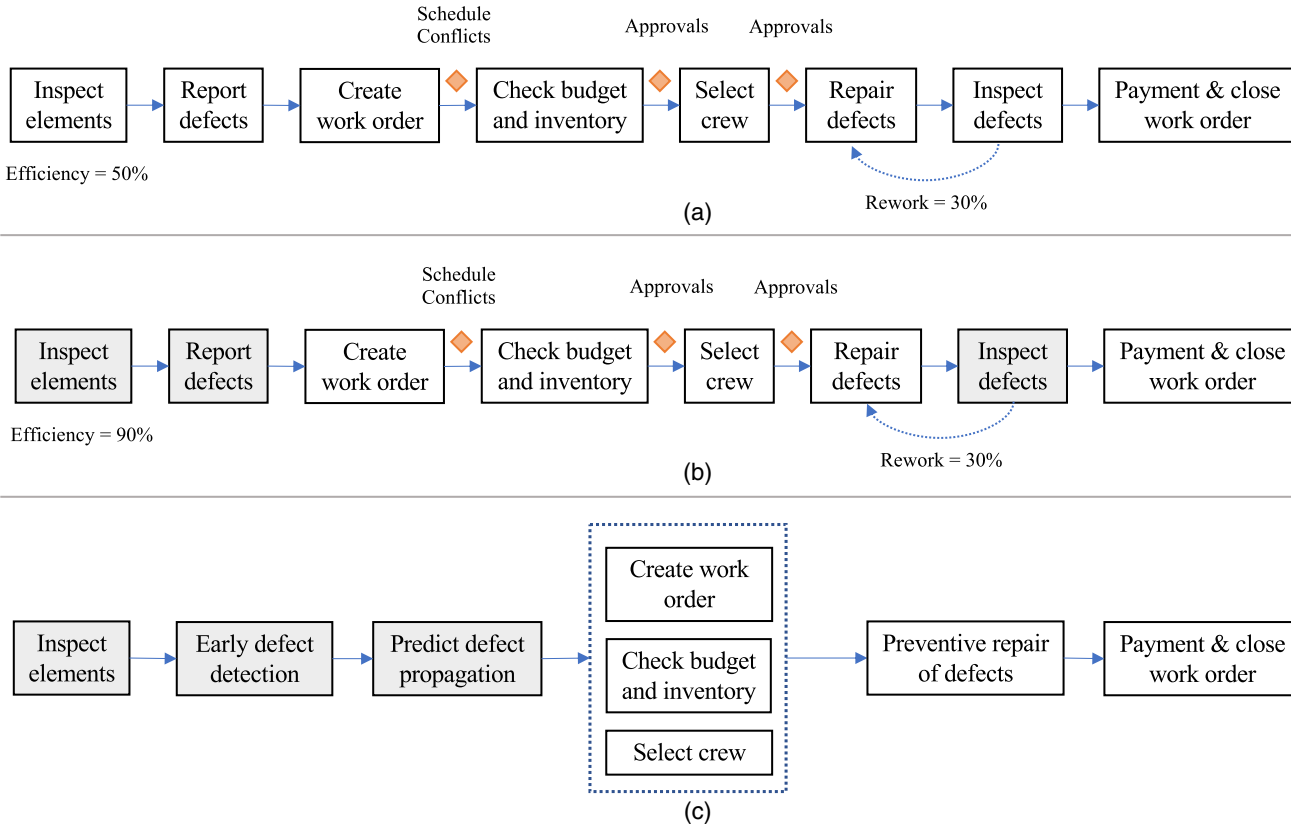 Schedule
Conflicts
Approvals
Approvals
Inspect
elements
Report
defects
Create
work order
Check budget
and inventory
Select
crew
Repair
defects
Inspect
defects
Payment & close
work order
Efficiency = 50%
Rework = 30%
(a)
Schedule
Conflicts
Approvals
Approvals
Inspect
elements
Report
defects
Create
work order
Check budget
and inventory
Select
crew
Repair
defects
Inspect
defects
Payment & close
work order
Efficiency = 90%
Rework = 30%
(b)
Inspect
elements
Early defect
detection
Predict defect
propagation
Create work
order
Check budget
and inventory
Select crew
Preventive repair
of defects
Payment & close
work order
(c)